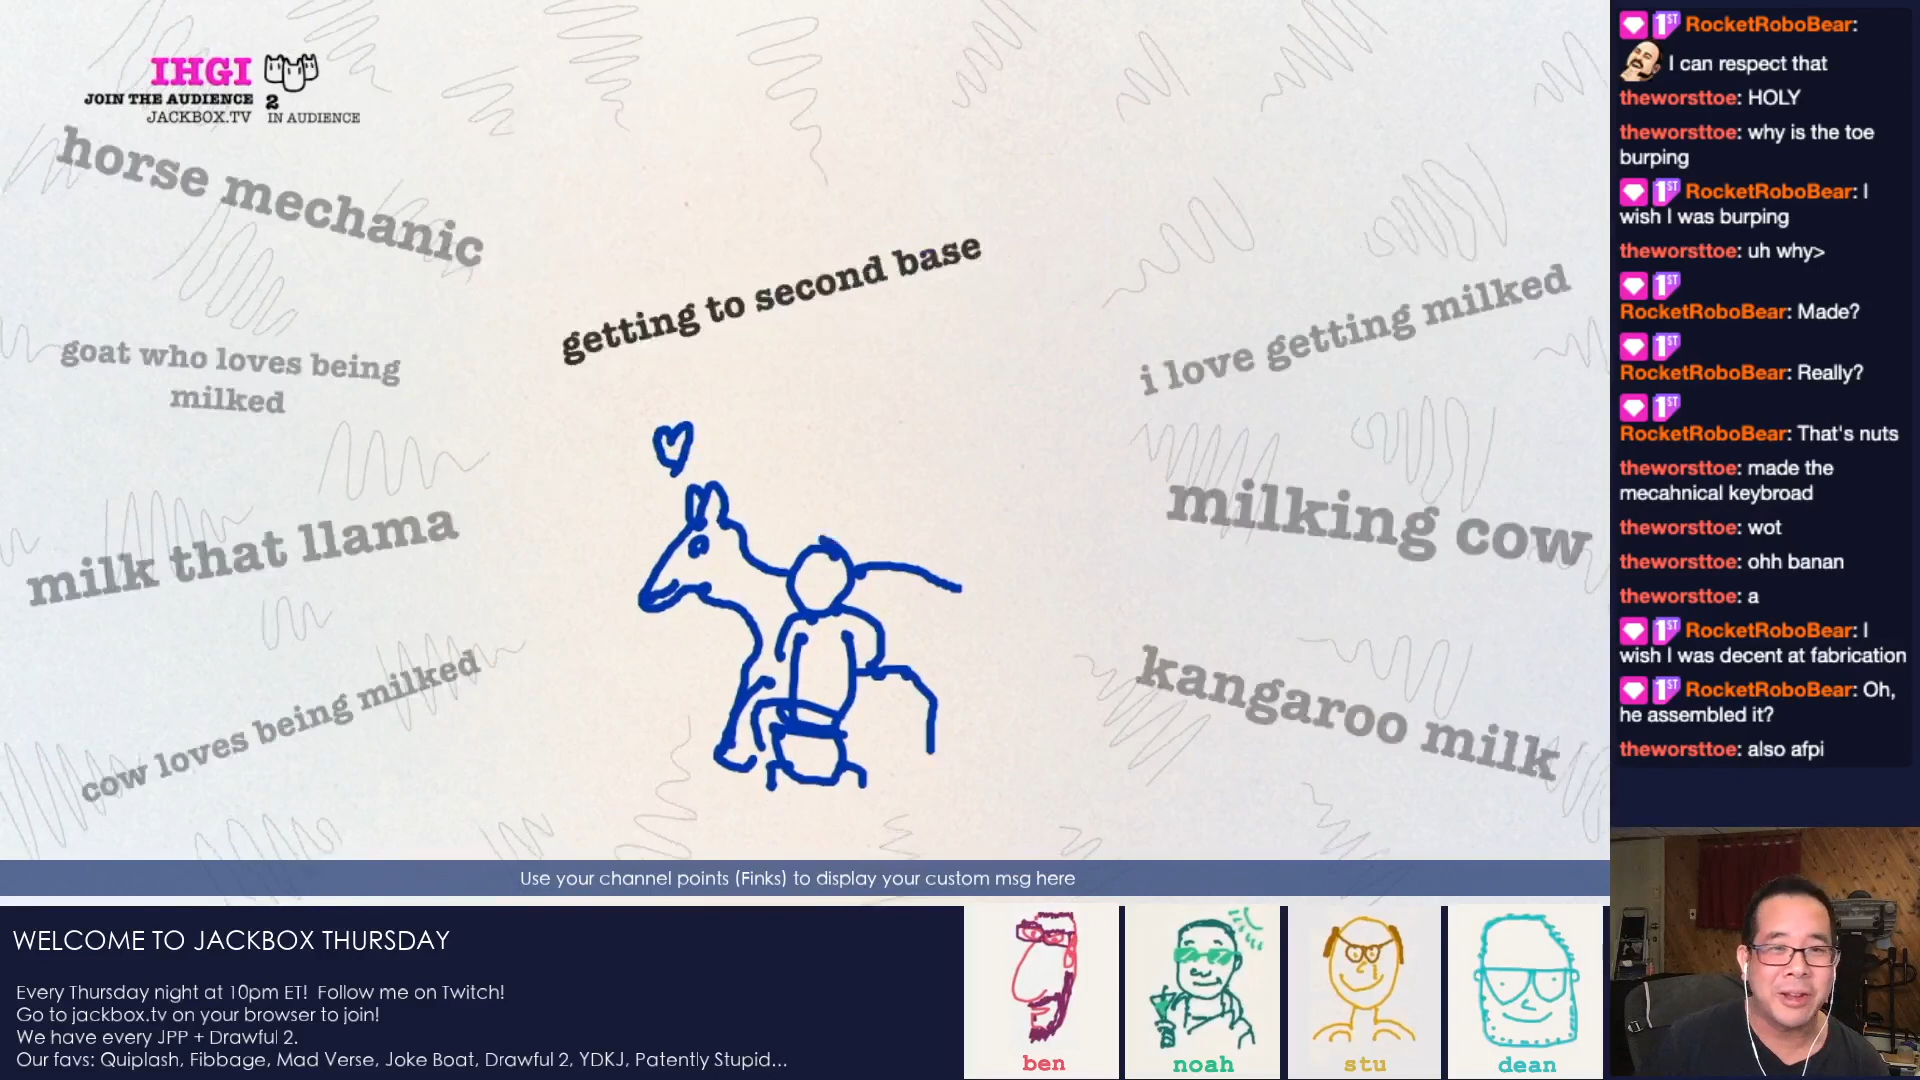 IHGI
JOIN THE AUDIENCE
JACKBOX.TV
2
IN AUDIENCE
horse mechanic
goat who loves being
milked
milk that llama
cow loves being milked
getting to second base
i love getting milked
milking cow
kangaroo milk
Use your channel points (Finks) to display your custom msg here
WELCOME TO JACKBOX THURSDAY
Every Thursday night at 10pm ET! Follow me on Twitch!
Go to jackbox.tv on your browser to join!
We have every JPP + Drawful 2.
Our favs: Quiplash, Fibbage, Mad Verse, Joke Boat, Drawful 2, YDKJ, Patently Stupid...
ben
noah
stu
dean
1ST RocketRoboBear:
I can respect that
theworsttoe: HOLY
theworsttoe: why is the toe
burping
1ST RocketRoboBear: I
wish I was burping
theworsttoe: uh why>
1ST
RocketRoboBear: Made?
1ST
RocketRoboBear: Really?
1ST
RocketRoboBear: That's nuts
theworsttoe: made the
mecahnical keybroad
theworsttoe: wot
theworsttoe: ohh banan
theworsttoe: a
1ST RocketRoboBear: I
wish I was decent at fabrication
1ST RocketRoboBear: Oh,
he assembled it?
theworsttoe: also afpi